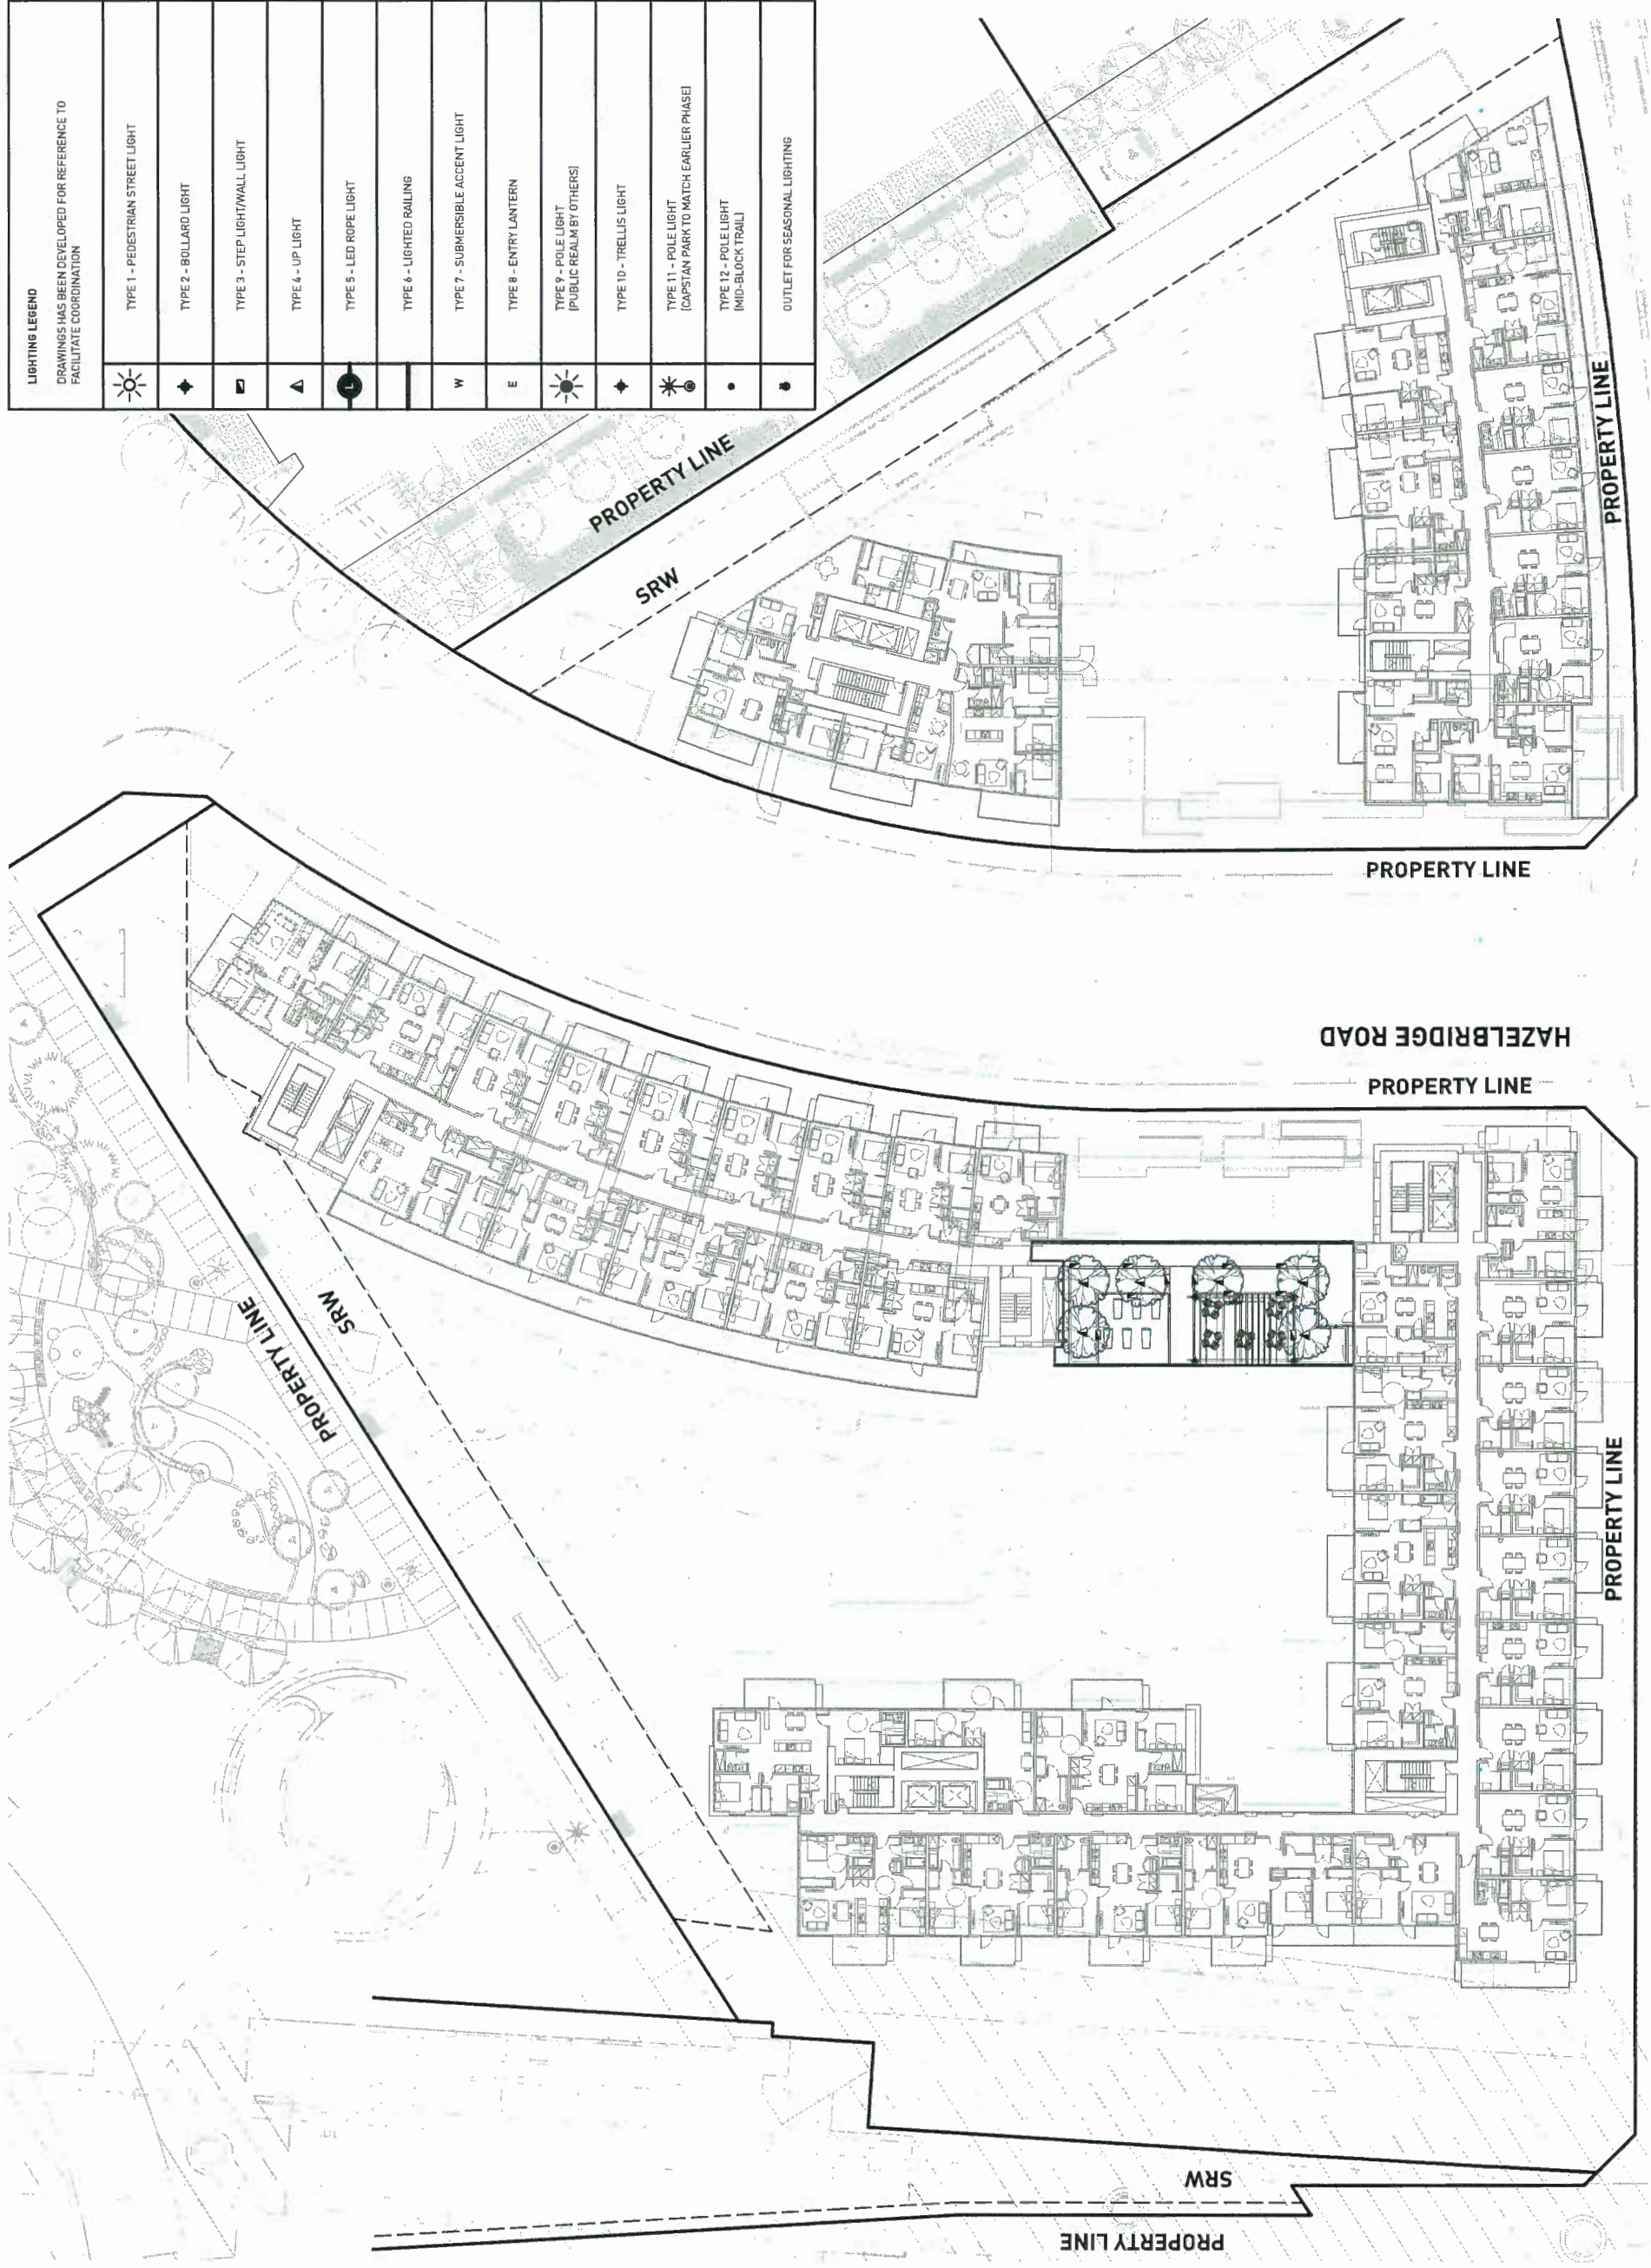 LIGHTING LEGEND
DRAWINGS HAS BEEN DEVELOPED FOR REFERENCE TO
FACILITATE COORDINATION
TYPE 1 - PEDESTRIAN STREET LIGHT
TYPE 2 - BOLLARD LIGHT
TYPE 3 - STEP LIGHT/WALL LIGHT
TYPE 4 - UP LIGHT
L
TYPE 5 - LED ROPE LIGHT
TYPE 6 - LIGHTED RAILING
W
TYPE 7 - SUBMERSIBLE ACCENT LIGHT
E
TYPE 8 - ENTRY LANTERN
TYPE 9 - POLE LIGHT
(PUBLIC REALM BY OTHERS)
TYPE 10 - TRELLIS LIGHT
TYPE 11 - POLE LIGHT
(CAPSTAN PARK TO MATCH EARLIER PHASE)
TYPE 12 - POLE LIGHT
(MID-BLOCK TRAIL)
OUTLET FOR SEASONAL LIGHTING
PROPERTY LINE
SRW
PROPERTY LINE
PROPERTY LINE
HAZELBRIDGE ROAD
PROPERTY LINE
PROPERTY LINE
SRW
PROPERTY LINE
SRW
PROPERTY LINE